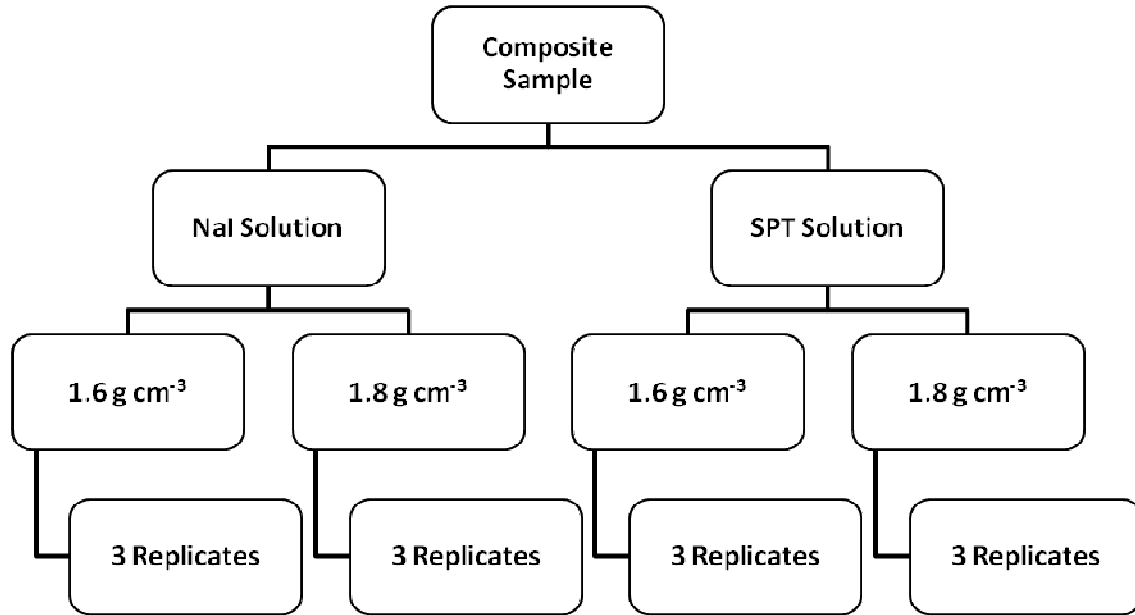 Composite
Sample
NaI Solution
SPT Solution
1.6 g cm⁻³
1.8 g cm⁻³
1.6 g cm⁻³
1.8 g cm⁻³
3 Replicates
3 Replicates
3 Replicates
3 Replicates